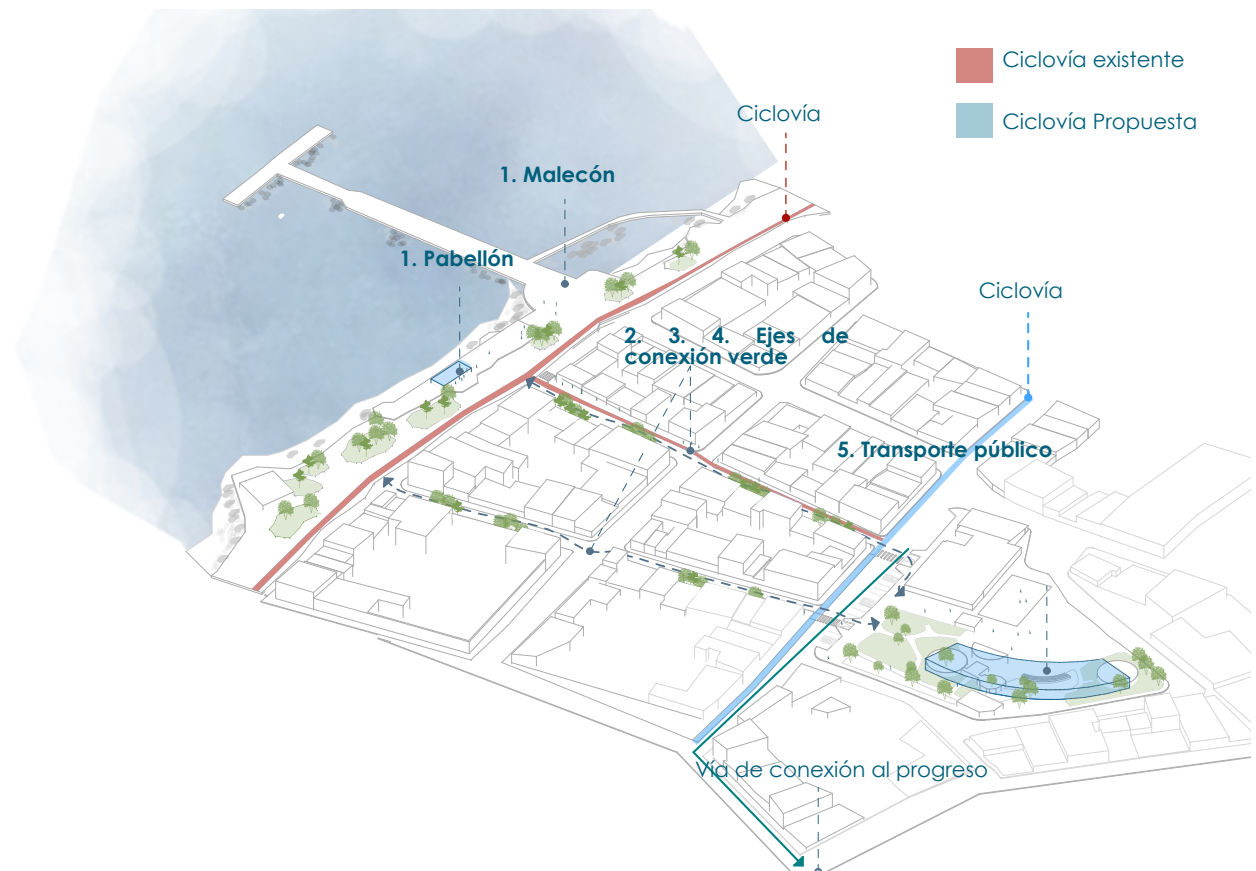 Ciclovía existente
Ciclovía
Ciclovía Propuesta
1. Malecón
1. Pabellón
Ciclovía
2. 3. 4. Ejes de
conexión verde
5. Transporte público
Vía de conexión al progreso